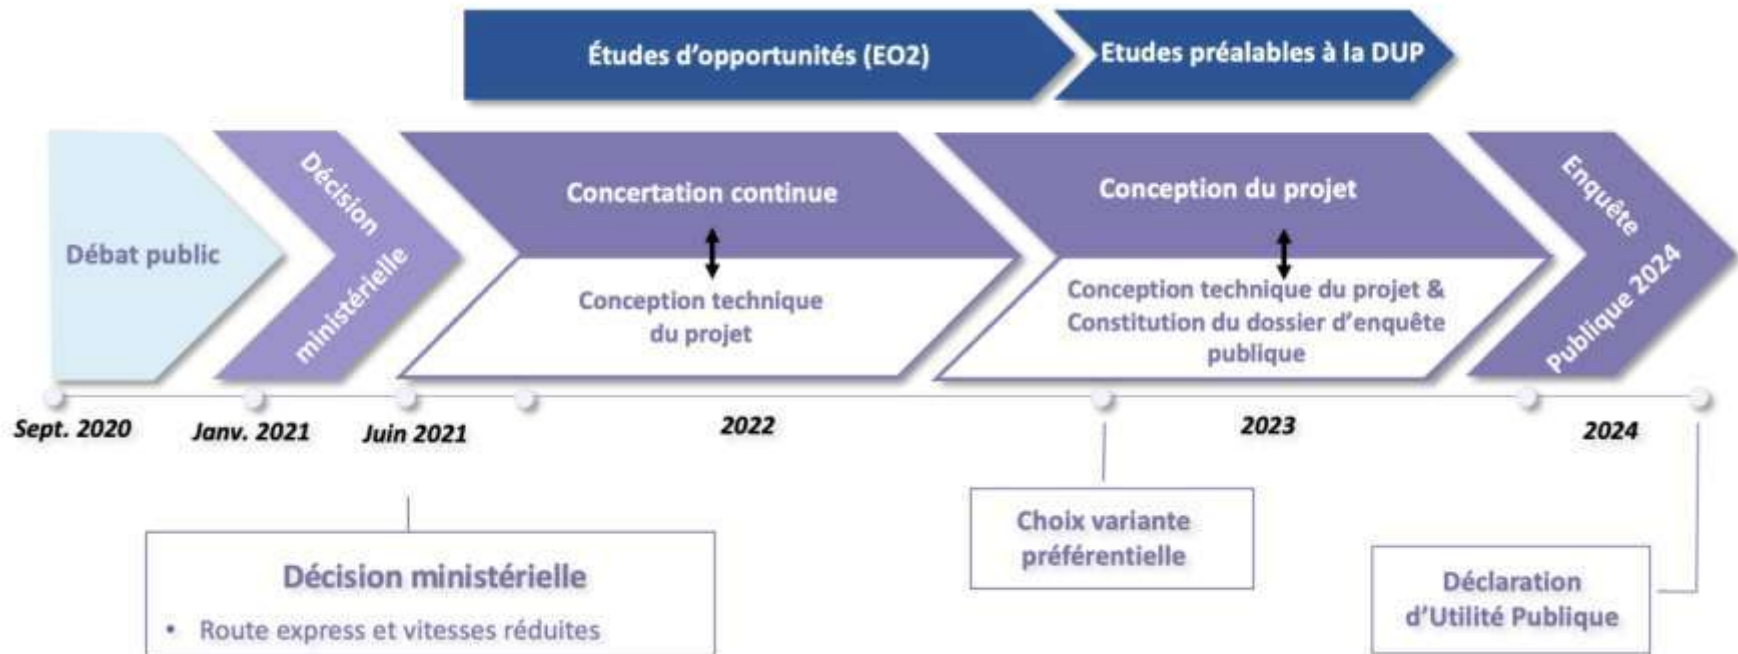 Études d'opportunités (EO2)
Etudes préalables à la DUP
Débat public
Décision
ministérielle
Concertation continue
Conception technique
du projet
Conception du projet
Conception technique du projet &
Constitution du dossier d'enquête
publique
Enquête
Publique 2024
Sept. 2020
Janv. 2021
Juin 2021
2022
2023
2024
Décision ministérielle
• Route express et vitesses réduites
Choix variante
préférentielle
Déclaration
d'Utilité Publique